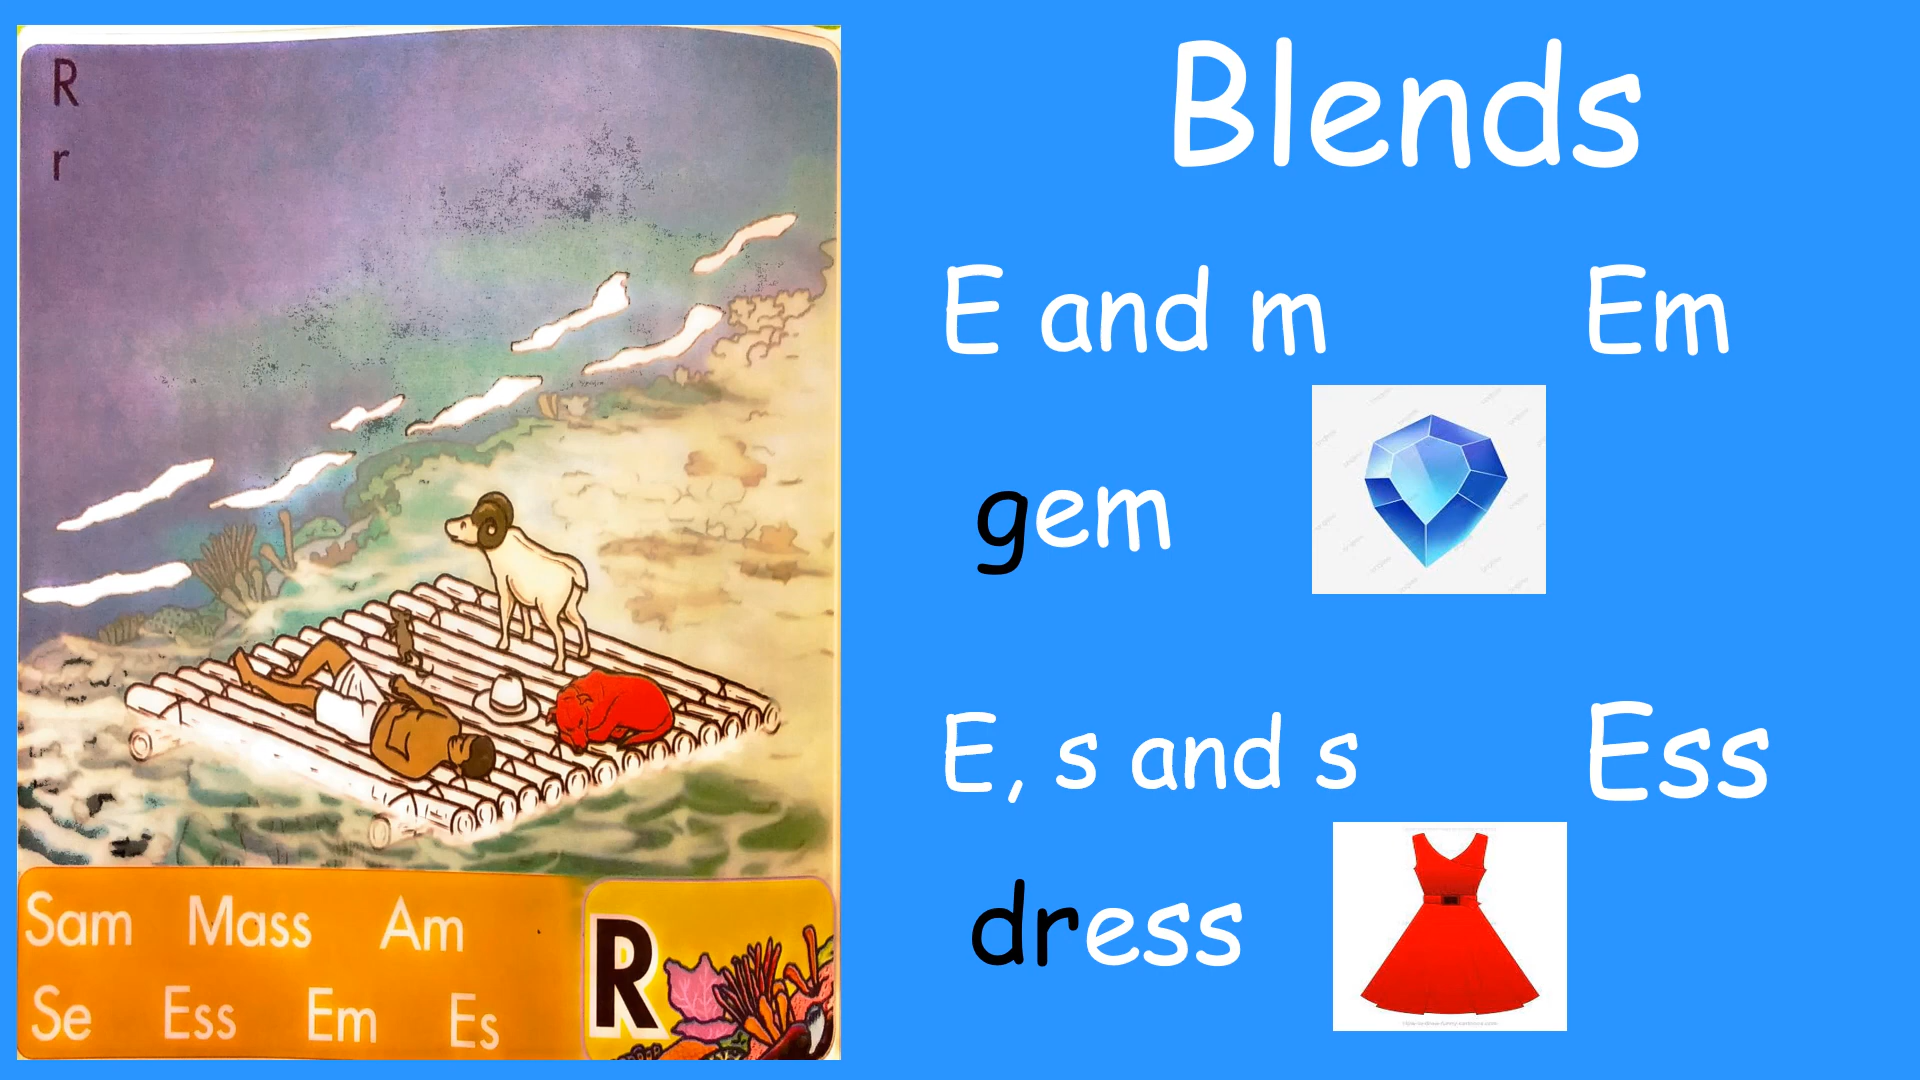 R
r
Sam Mass Am
Se Ess Em Es
R
Blends
E and m Em
gem
E, s and s Ess
dress